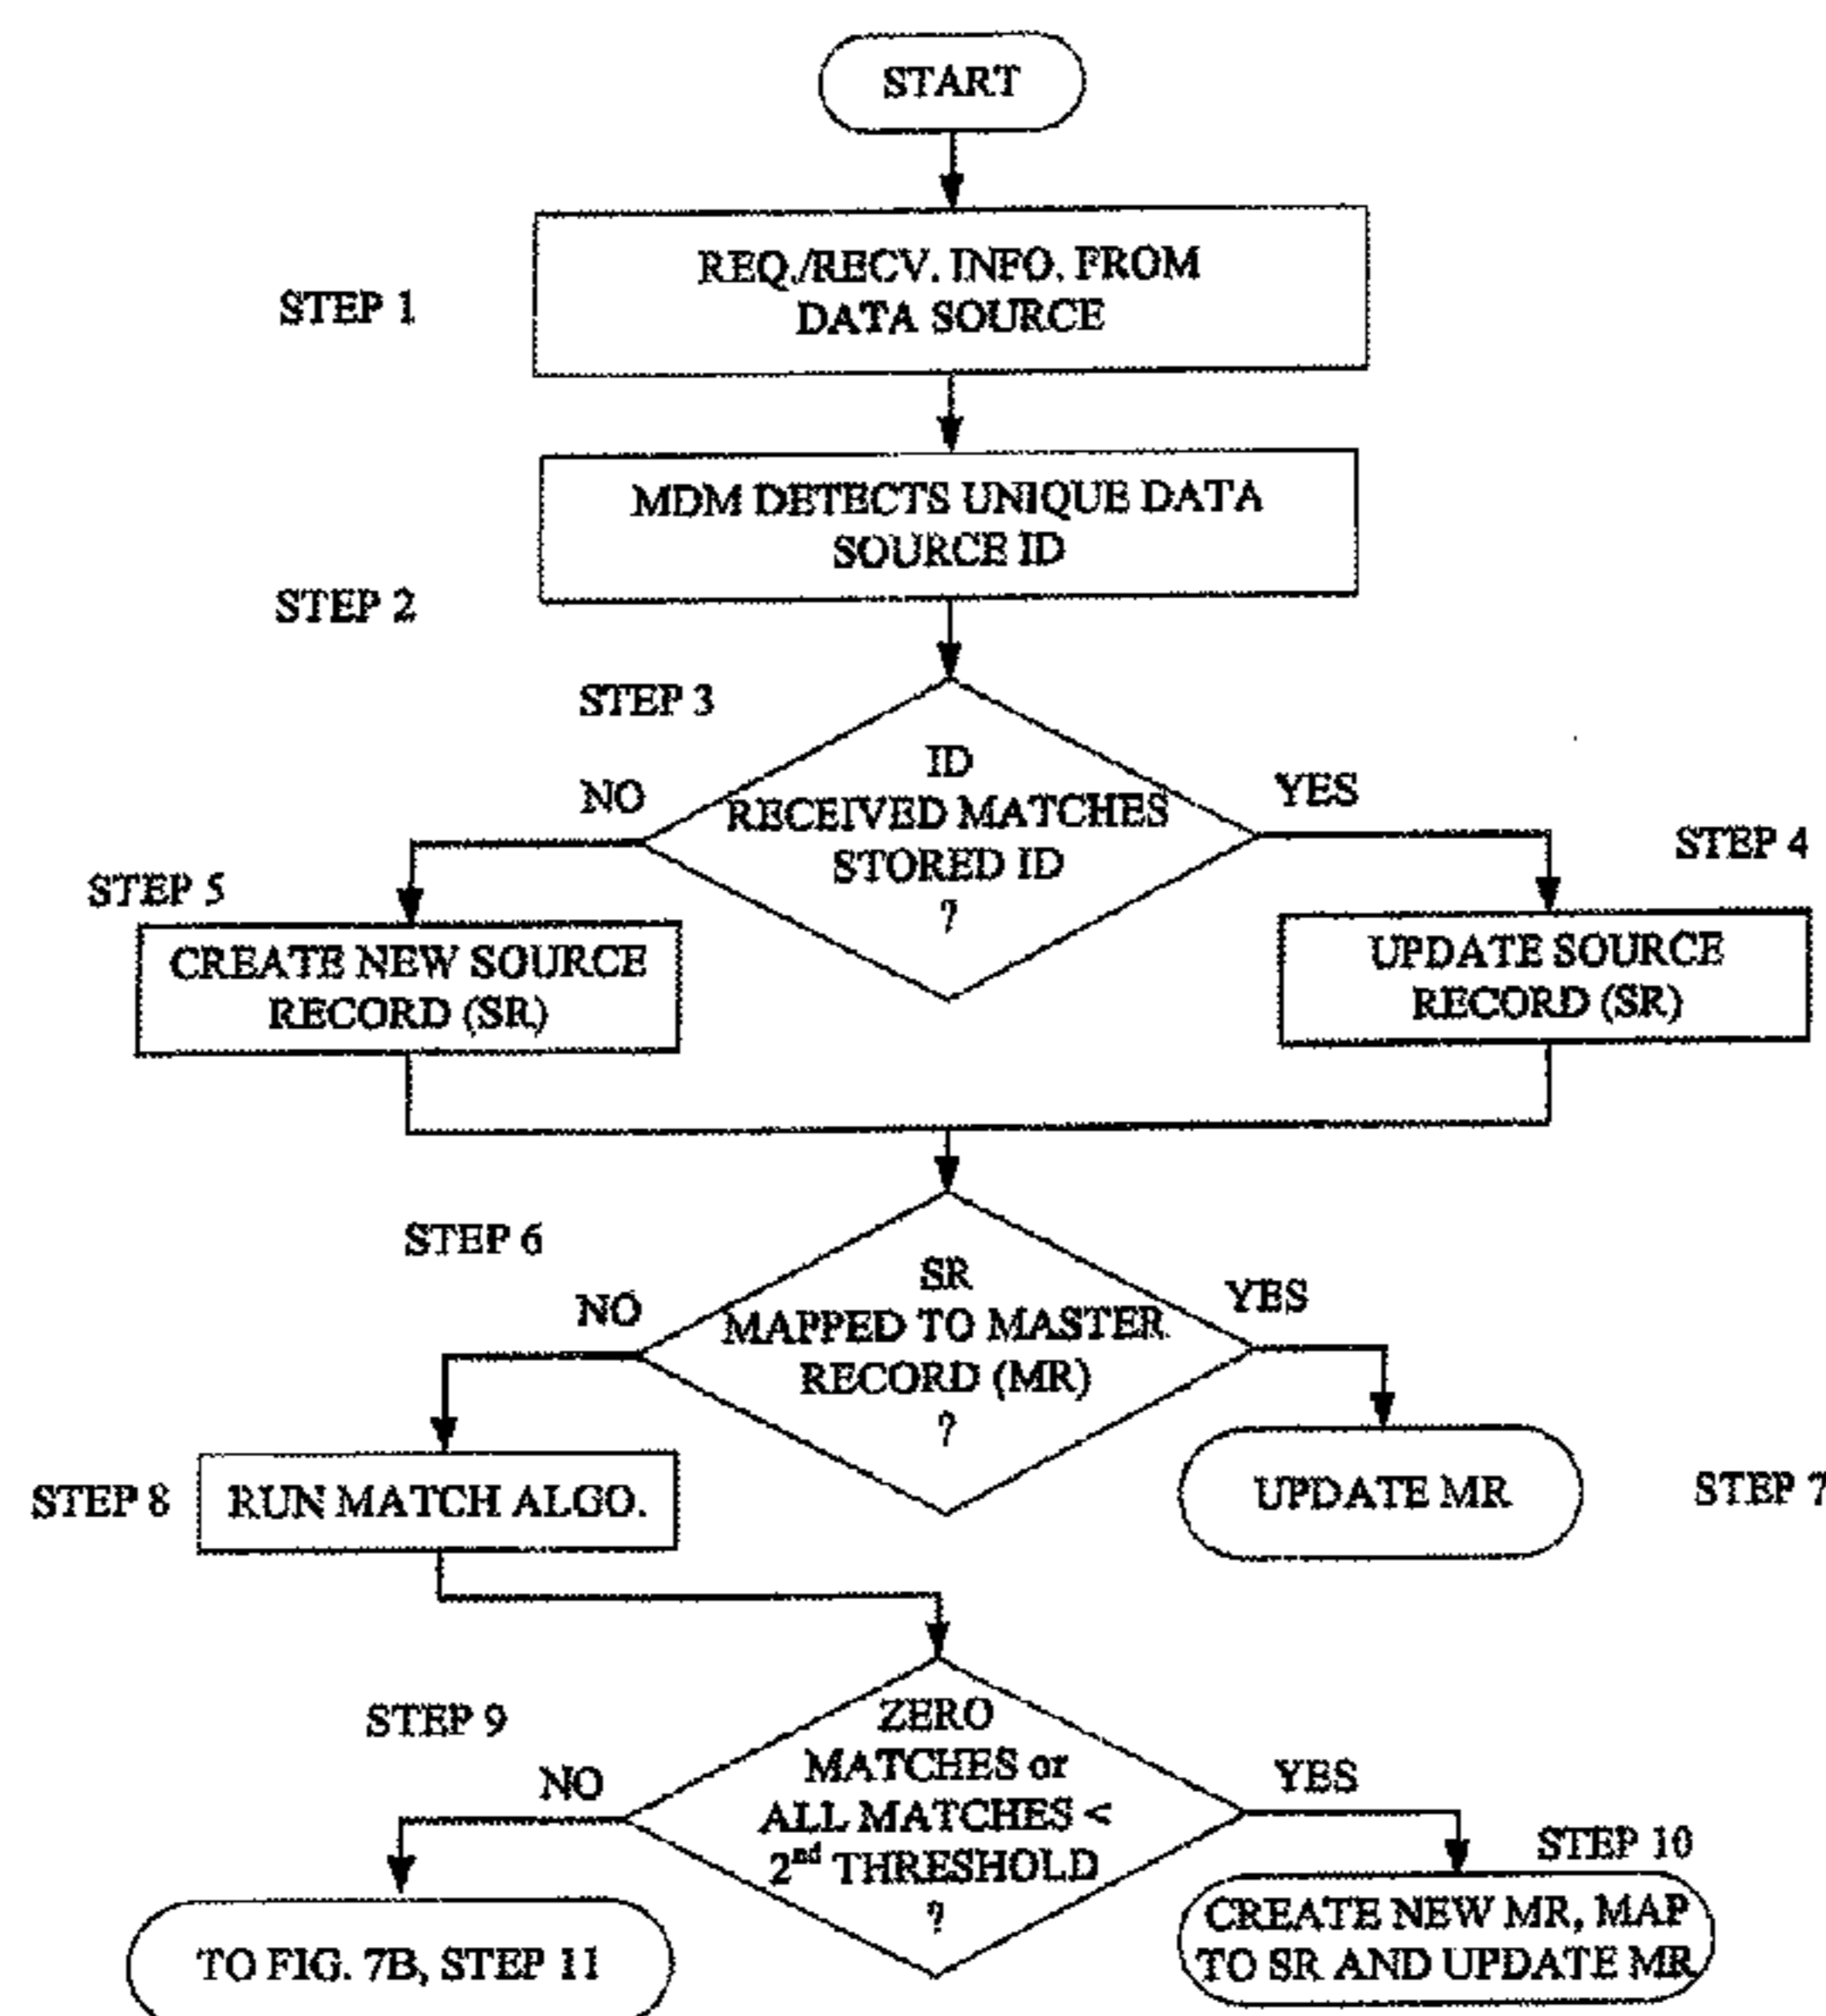 START
STEP 1
REQ./RECV. INFO. FROM
DATA SOURCE
MDM DETECTS UNIQUE DATA
SOURCE ID
STEP 2
STEP 3
ID
RECEIVED MATCHES
STORED ID
?
NO
YES
STEP 4
STEP 5
CREATE NEW SOURCE
RECORD (SR)
UPDATE SOURCE
RECORD (SR)
STEP 6
SR
MAPPED TO MASTER
RECORD (MR)
?
NO
YES
STEP 8
RUN MATCH ALGO.
UPDATE MR
STEP 7
STEP 9
ZERO
MATCHES or
ALL MATCHES <
2nd THRESHOLD
?
NO
YES
STEP 10
TO FIG. 7B, STEP 11
CREATE NEW MR, MAP
TO SR AND UPDATE MR